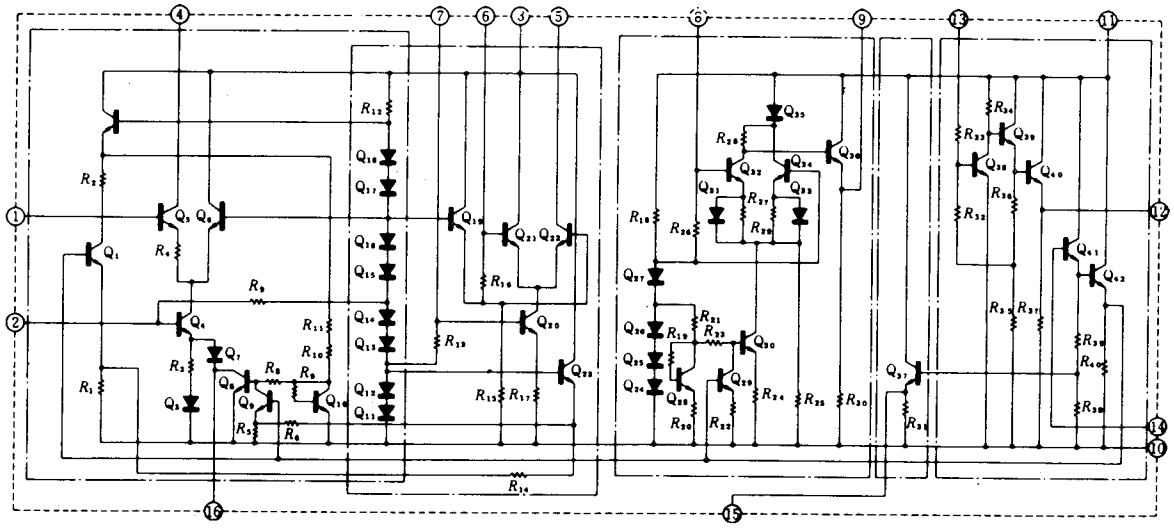 ④ ⑦ ⑥ ③ ⑤ ⑧ ⑨ ⑬ ⑪
R12 R34 Q35
R33 Q39 R28
Q18 Q38 Q40 Q36 Q32 Q34
R2 Q17 Q31 Q33
① Q5 Q6 Q19 Q21 Q22 R18 R27 R29 R32 R36 ⑫
R4 Q16 R26 Q41
Q1 Q15 R16 Q27 Q42
R9
② Q4 R11 Q14 Q20 Q26 R21 R35 R37
Q7 R10 Q13 R13 R19 R23 Q30 R39
R3 Q8 R8 R9 Q23 Q25 Q37 R40
R1 Q3 Q9 Q10 Q12 R15 R17 Q24 Q28 Q29 R24 R25 R30
R5 R6 Q11 R20 R22 R31 R38 ⑭
⑩
R14
⑯ ⑮